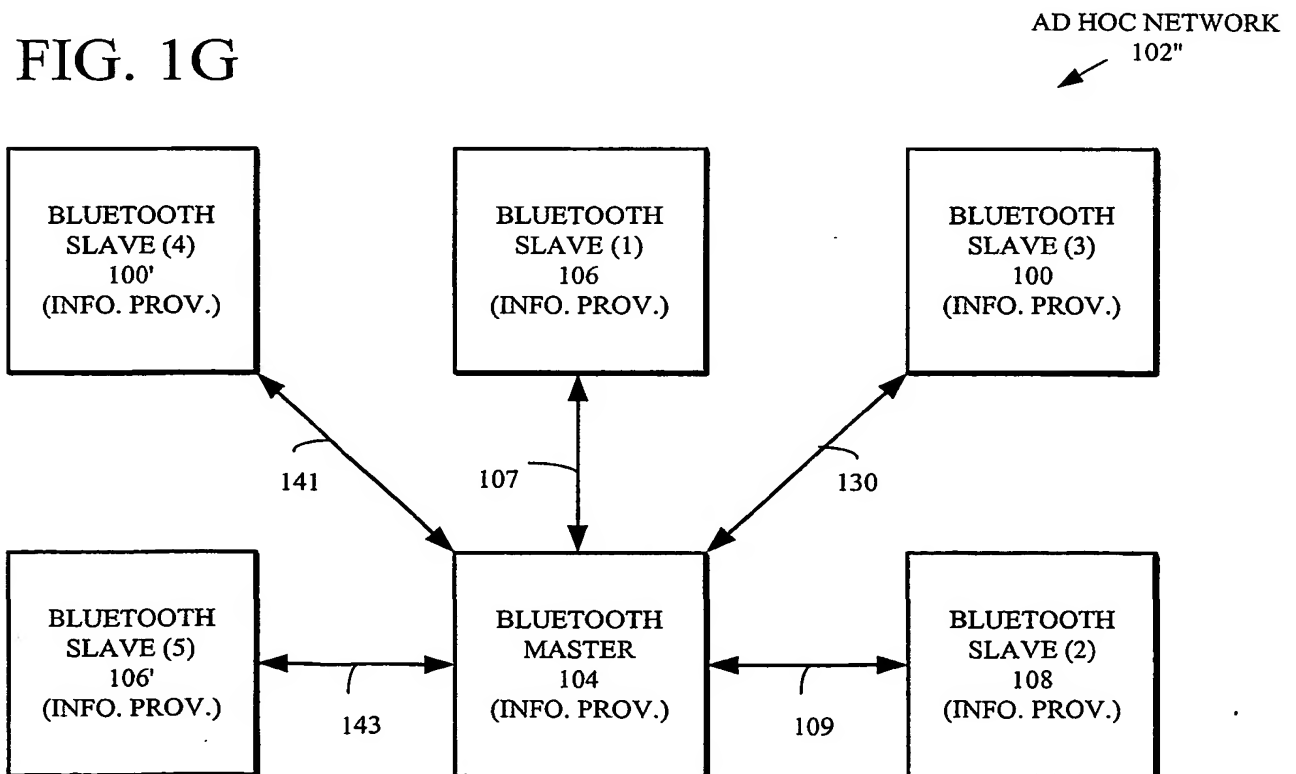 FIG. 1G
AD HOC NETWORK
102"
BLUETOOTH
SLAVE (4)
100'
(INFO. PROV.)
BLUETOOTH
SLAVE (1)
106
(INFO. PROV.)
BLUETOOTH
SLAVE (3)
100
(INFO. PROV.)
141
107
130
BLUETOOTH
SLAVE (5)
106'
(INFO. PROV.)
143
BLUETOOTH
MASTER
104
(INFO. PROV.)
109
BLUETOOTH
SLAVE (2)
108
(INFO. PROV.)